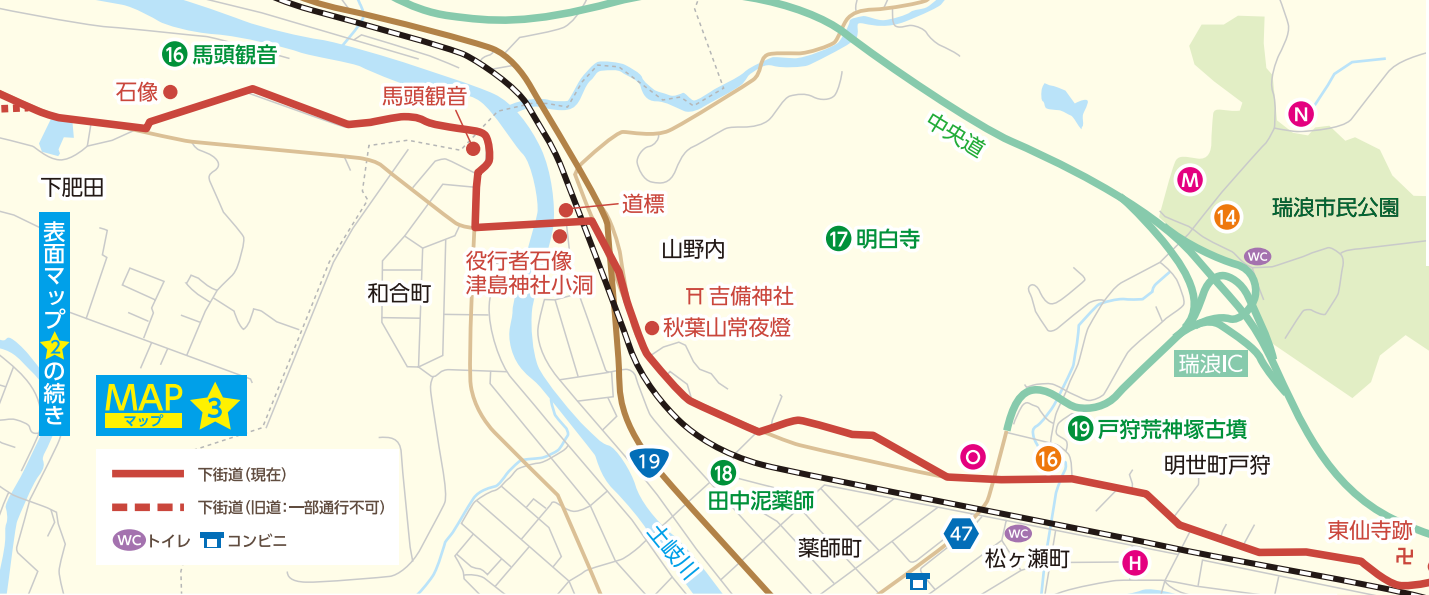 16 馬頭観音
石像
馬頭観音
中央道
N
M
14
瑞浪市民公園
WC
下肥田
道標
山野内
17 明白寺
役行者石像
津島神社小洞
和合町
吉備神社
秋葉山常夜燈
表面マップ2の続き
瑞浪IC
MAP
マップ
3
19 戸狩荒神塚古墳
O
16
明世町戸狩
19
18
田中泥薬師
下街道(現在)
下街道(旧道:一部通行不可)
WC トイレ コンビニ
土岐川
薬師町
47
WC
松ヶ瀬町
H
東仙寺跡
卍